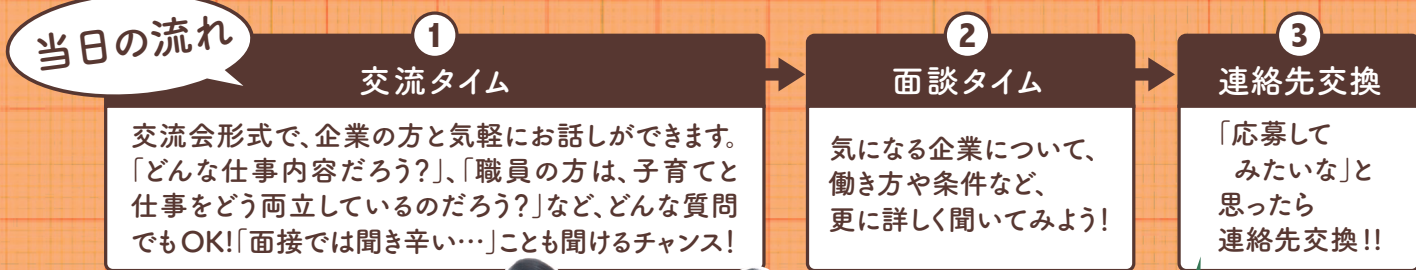 当日の流れ
1
交流タイム
交流会形式で、企業の方と気軽にお話しができます。
「どんな仕事内容だろう?」、「職員の方は、子育てと
仕事をどう両立しているのだろう?」など、どんな質問
でもOK!「面接では聞き辛い…」ことも聞けるチャンス!
2
面談タイム
気になる企業について、
働き方や条件など、
更に詳しく聞いてみよう!
3
連絡先交換
「応募して
みたいな」と
思ったら
連絡先交換!!